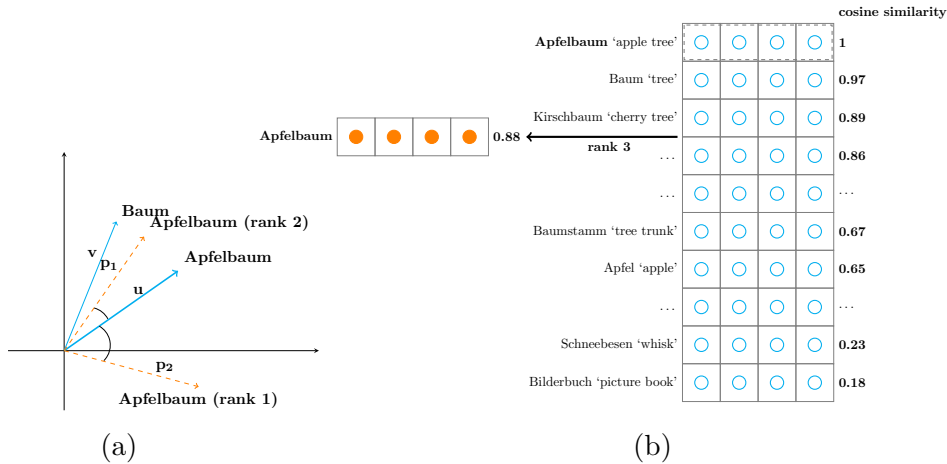 cosine similarity
Apfelbaum ‘apple tree’ 1
Baum ‘tree’ 0.97
Kirschbaum ‘cherry tree’ 0.89
Apfelbaum 0.88
rank 3
... 0.86
... ...
Baumstamm ‘tree trunk’ 0.67
Apfel ‘apple’ 0.65
... ...
Schneebesen ‘whisk’ 0.23
Bilderbuch ‘picture book’ 0.18
Baum
Apfelbaum (rank 2)
v
p1
Apfelbaum
u
p2
Apfelbaum (rank 1)
(a)
(b)